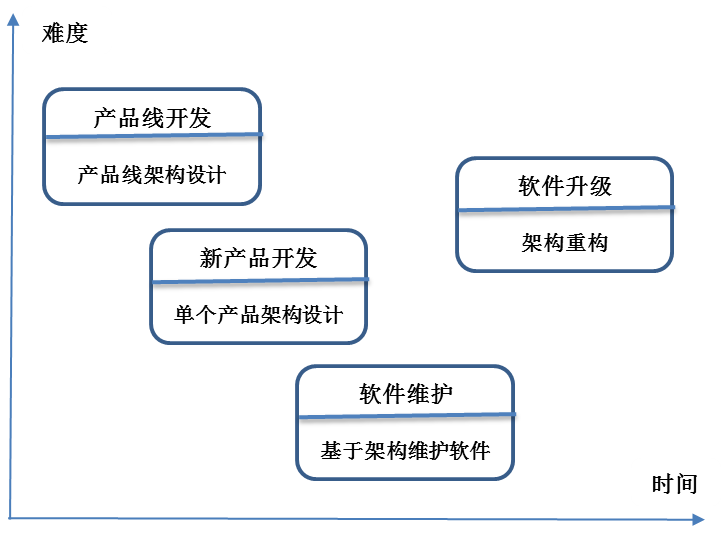 难度
产品线开发
产品线架构设计
软件升级
架构重构
新产品开发
单个产品架构设计
软件维护
基于架构维护软件
时间